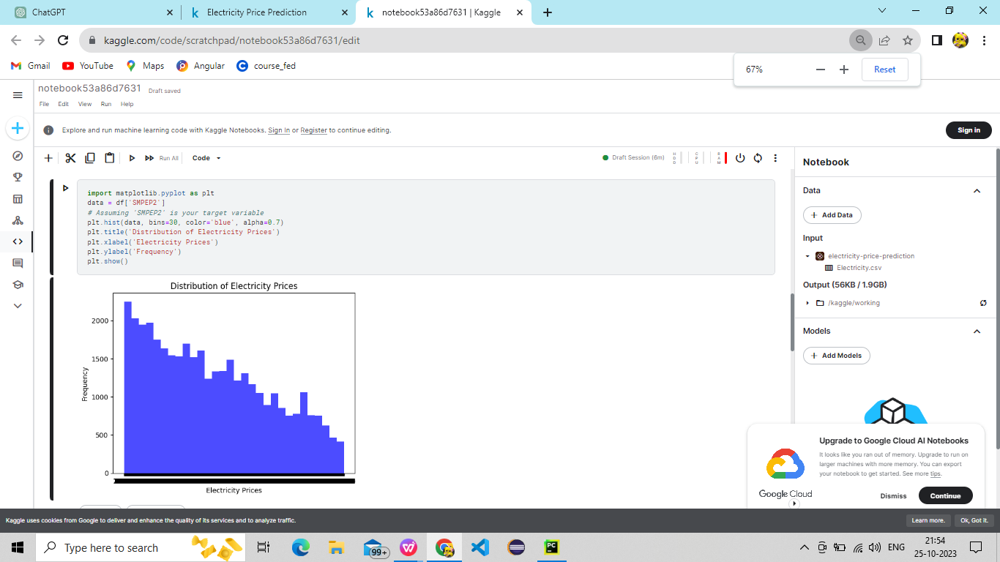 ChatGPT
Electricity Price Prediction
notebook53a86d7631 | Kaggle
kaggle.com/code/scratchpad/notebook53a86d7631/edit
Gmail
YouTube
Maps
Angular
course_fed
67%
Reset
notebook53a86d7631
Draft saved
File Edit View Run Help
Explore and run machine learning code with Kaggle Notebooks. Sign In or Register to continue editing.
Sign in
Run All
Code
Draft Session (6m)
HDD
CPU
RAM
import matplotlib.pyplot as plt
data = df['SMPEP2']
# Assuming 'SMPEP2' is your target variable
plt.hist(data, bins=30, color='blue', alpha=0.7)
plt.title('Distribution of Electricity Prices')
plt.xlabel('Electricity Prices')
plt.ylabel('Frequency')
plt.show()
Distribution of Electricity Prices
2000
1500
1000
500
0
Frequency
Electricity Prices
Notebook
Data
Add Data
Input
electricity-price-prediction
Electricity.csv
Output (56KB / 1.9GB)
/kaggle/working
Models
Add Models
Upgrade to Google Cloud AI Notebooks
It looks like you ran out of memory. Upgrade to run on
larger machines with more memory. You can export
your notebook to get started. See more tips.
Google Cloud
Dismiss
Continue
Kaggle uses cookies from Google to deliver and enhance the quality of its services and to analyze traffic.
Learn more.
Ok, Got it.
Type here to search
99+
PC
ENG
21:54
25-10-2023